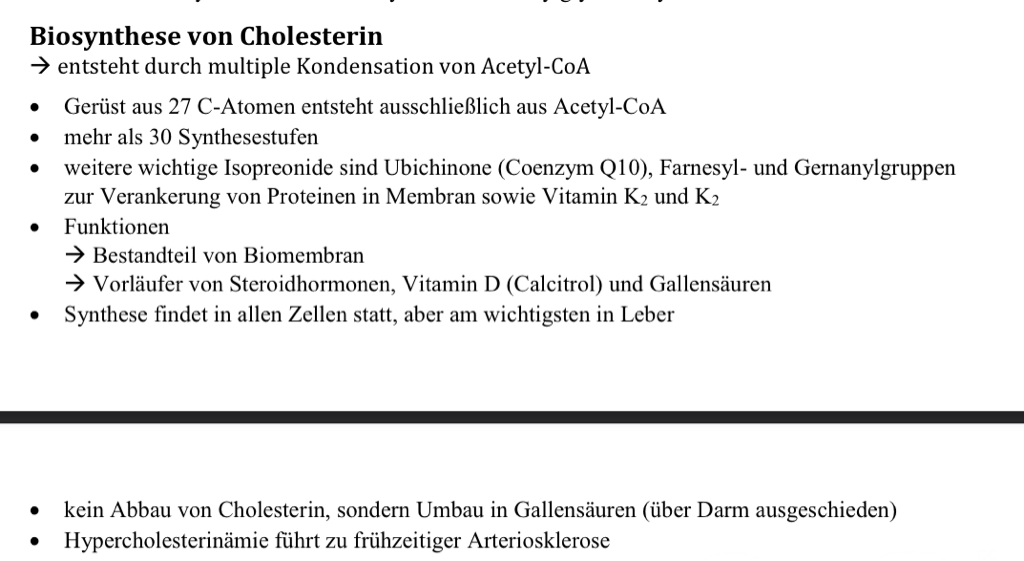 Biosynthese von Cholesterin
→ entsteht durch multiple Kondensation von Acetyl-CoA
• Gerüst aus 27 C-Atomen entsteht ausschließlich aus Acetyl-CoA
• mehr als 30 Synthesestufen
• weitere wichtige Isopreonide sind Ubichinone (Coenzym Q10), Farnesyl- und Gernanylgruppen
zur Verankerung von Proteinen in Membran sowie Vitamin K₂ und K₂
• Funktionen
→ Bestandteil von Biomembran
→ Vorläufer von Steroidhormonen, Vitamin D (Calcitrol) und Gallensäuren
• Synthese findet in allen Zellen statt, aber am wichtigsten in Leber
• kein Abbau von Cholesterin, sondern Umbau in Gallensäuren (über Darm ausgeschieden)
• Hypercholesterinämie führt zu frühzeitiger Arteriosklerose